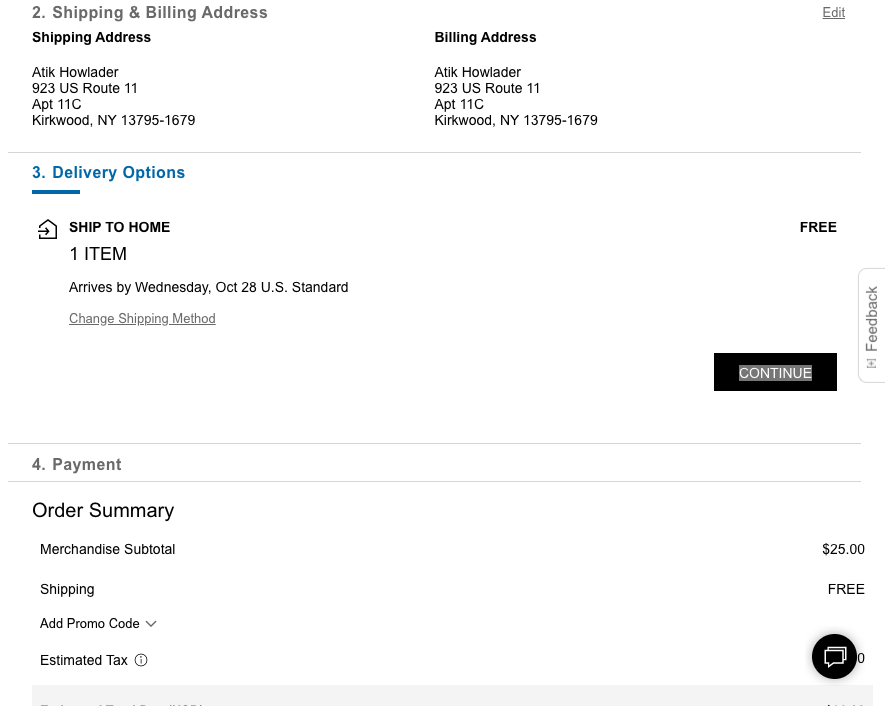 2. Shipping & Billing Address
Edit
Shipping Address
Atik Howlader
923 US Route 11
Apt 11C
Kirkwood, NY 13795-1679
Billing Address
Atik Howlader
923 US Route 11
Apt 11C
Kirkwood, NY 13795-1679
3. Delivery Options
SHIP TO HOME
FREE
1 ITEM
Arrives by Wednesday, Oct 28 U.S. Standard
Change Shipping Method
CONTINUE
[+] Feedback
4. Payment
Order Summary
Merchandise Subtotal
$25.00
Shipping
FREE
Add Promo Code
Estimated Tax
0